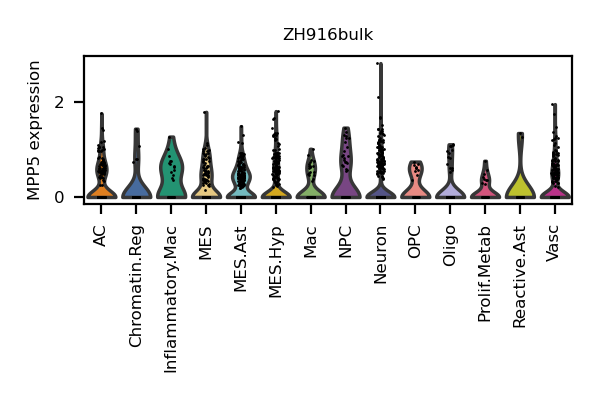 ZH916bulk
MPP5 expression
2
0
AC
Chromatin.Reg
Inflammatory.Mac
MES
MES.Ast
MES.Hyp
Mac
NPC
Neuron
OPC
Oligo
Prolif.Metab
Reactive.Ast
Vasc